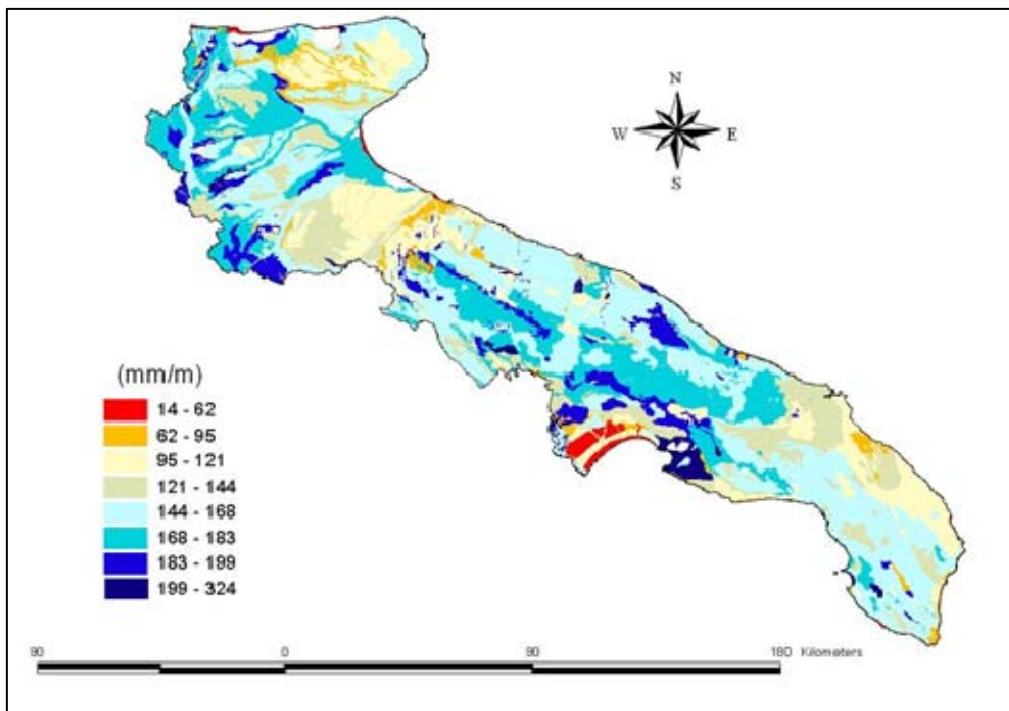 N
W E
S
(mm/m)
14 - 62
62 - 95
95 - 121
121 - 144
144 - 168
168 - 183
183 - 199
199 - 324
90 0 90 180 Kilometers